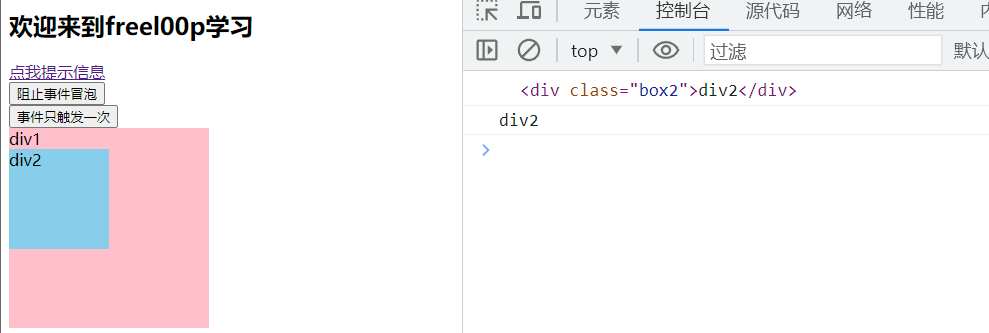 欢迎来到freel00p学习
点我提示信息
阻止事件冒泡
事件只触发一次
div1
div2
元素 控制台 源代码 网络 性能
top ▼ 过滤 默认
<div class="box2">div2</div>
div2